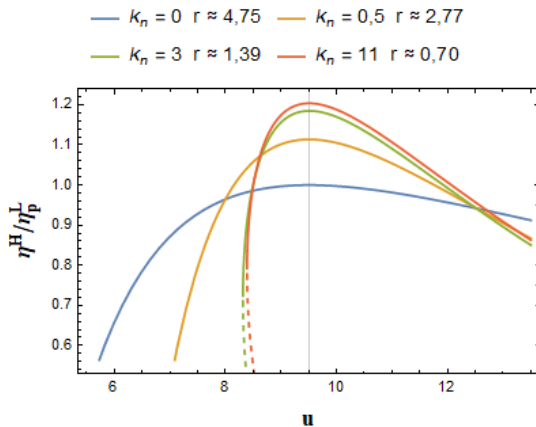 k_n = 0 r ≈ 4,75 k_n = 0,5 r ≈ 2,77
k_n = 3 r ≈ 1,39 k_n = 11 r ≈ 0,70
1.2
1.1
1.0
0.9
0.8
0.7
0.6
η^H/η_p^L
6 8 10 12
u